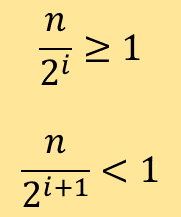 n/2^i ≥ 1
n/2^{i+1} < 1